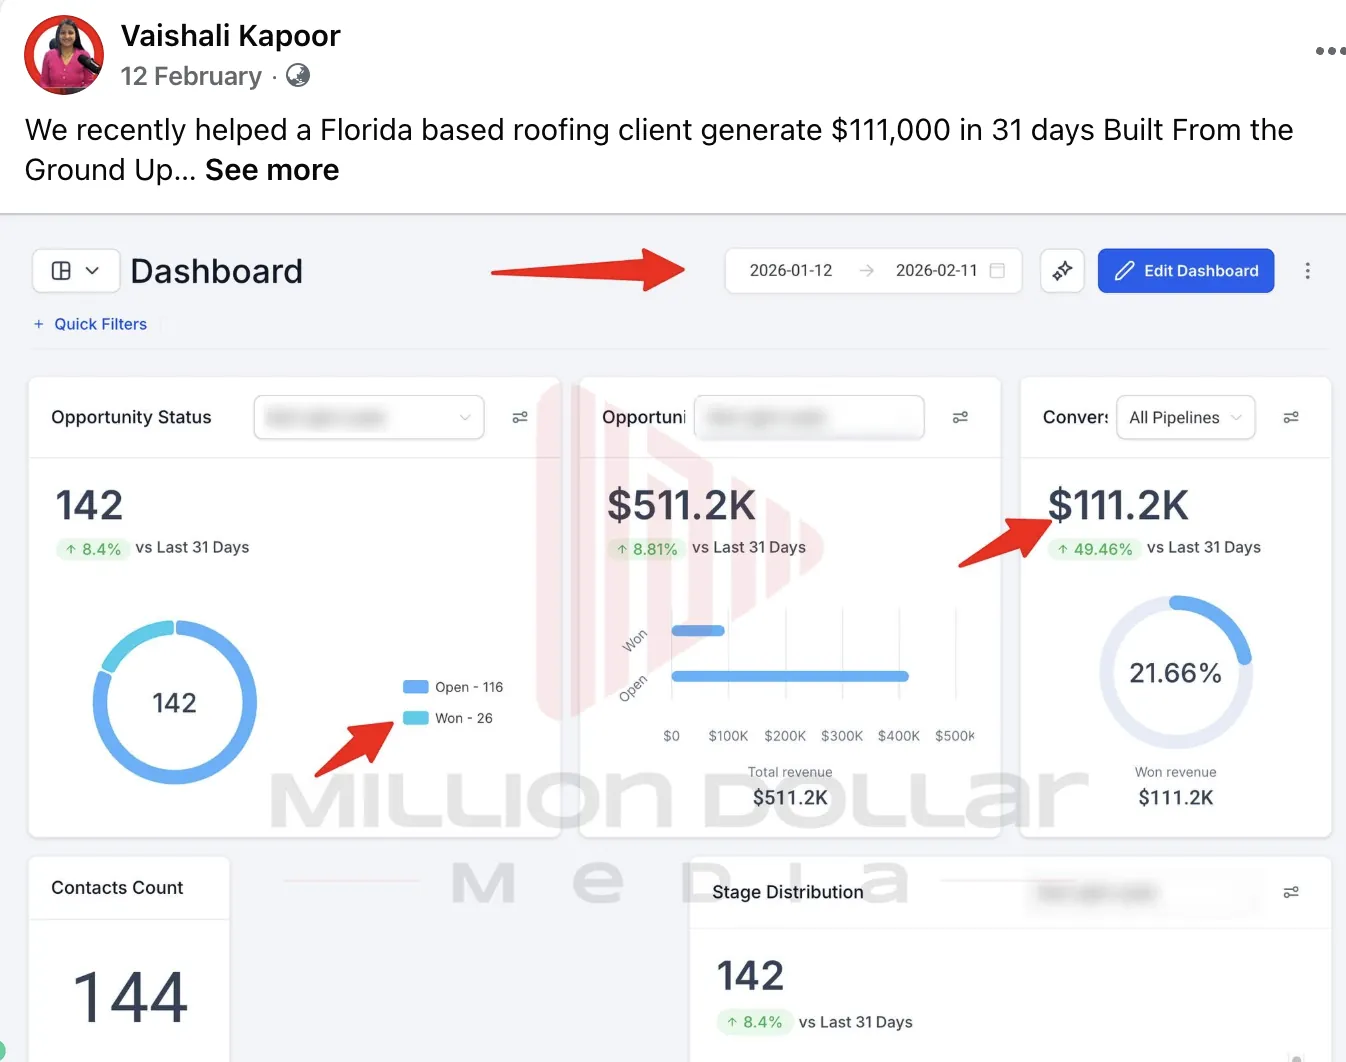 Vaishali Kapoor
12 February ·
We recently helped a Florida based roofing client generate $111,000 in 31 days Built From the
Ground Up... See more
Dashboard
2026-01-12 → 2026-02-11
Edit Dashboard
+ Quick Filters
Opportunity Status
142
↑ 8.4% vs Last 31 Days
142
Open - 116
Won - 26
Opportuni
$511.2K
↑ 8.81% vs Last 31 Days
Won
Open
$0 $100K $200K $300K $400K $500K
Total revenue
$511.2K
Convers
All Pipelines
$111.2K
↑ 49.46% vs Last 31 Days
21.66%
Won revenue
$111.2K
MILLION DOLLar
MeDIa
Contacts Count
144
Stage Distribution
142
↑ 8.4% vs Last 31 Days